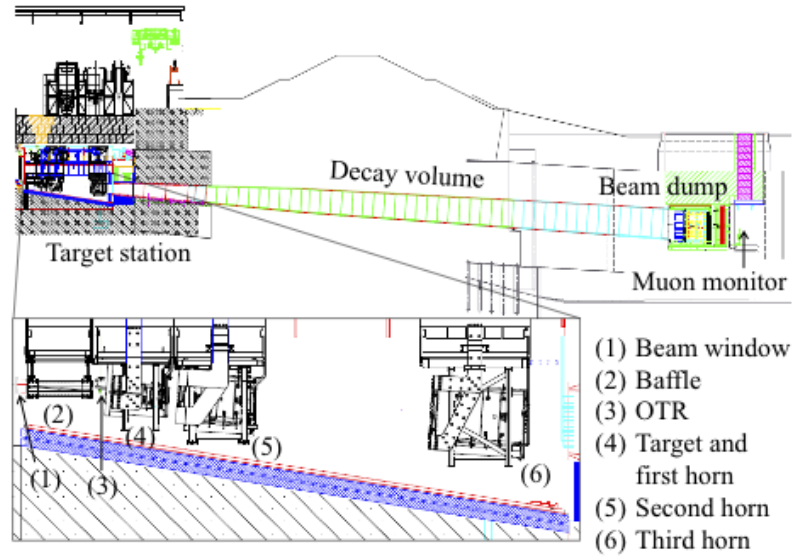 Decay volume
Beam dump
Target station
Muon monitor
(1) Beam window
(2) Baffle
(3) OTR
(4) Target and
first horn
(5) Second horn
(6) Third horn
(2)
(4)
(5)
(6)
(1)
(3)